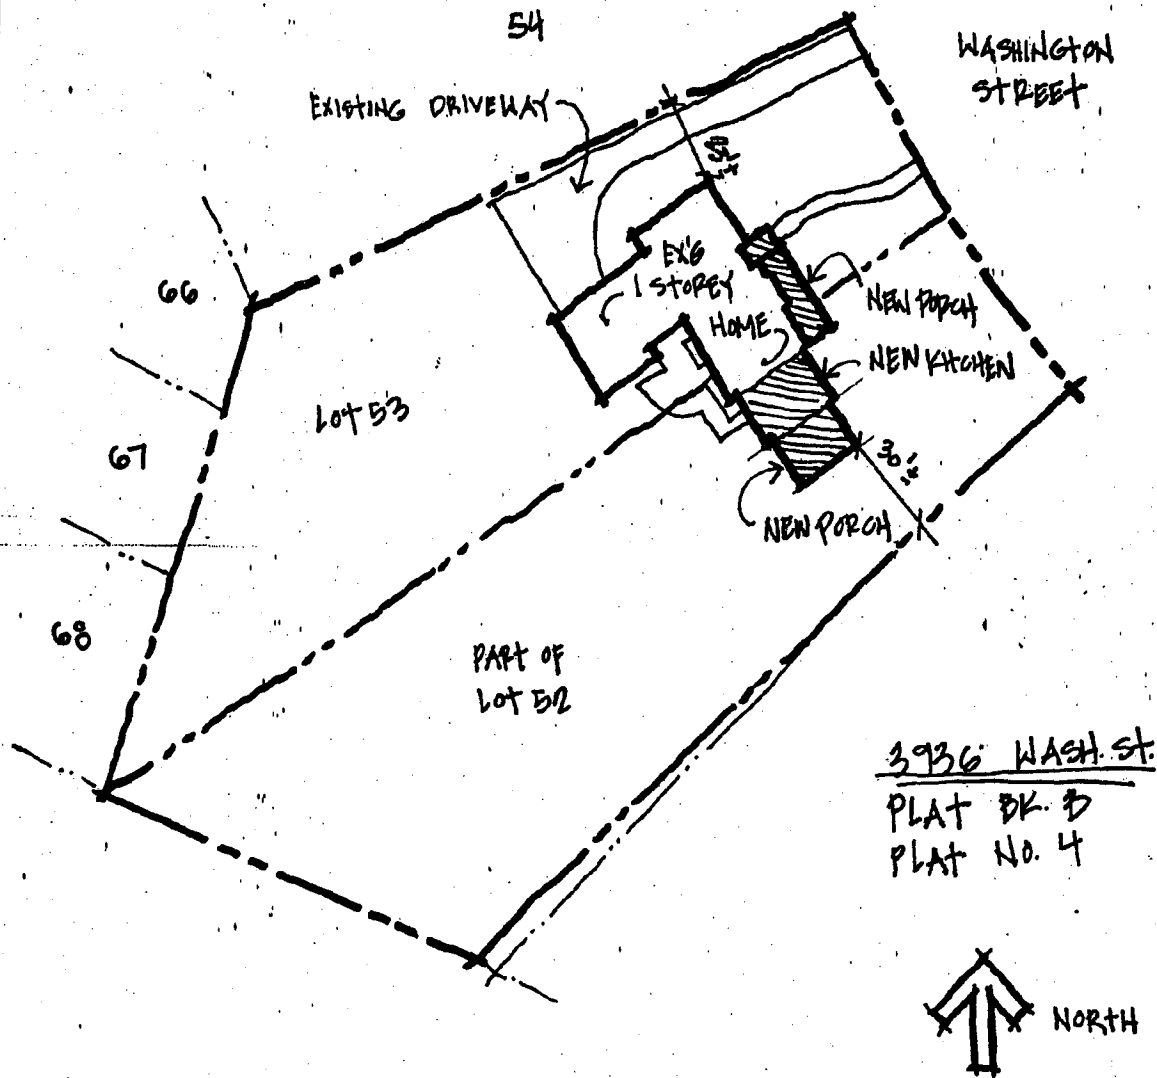 54
WASHINGTON
STREET
EXISTING DRIVEWAY
66
EX'G
1 STOREY
HOME
NEW PORCH
NEW KITCHEN
LOT 53
67
NEW PORCH
68
PART OF
LOT 52
3936 WASH. ST.
PLAT BK. B
PLAT NO. 4
NORTH